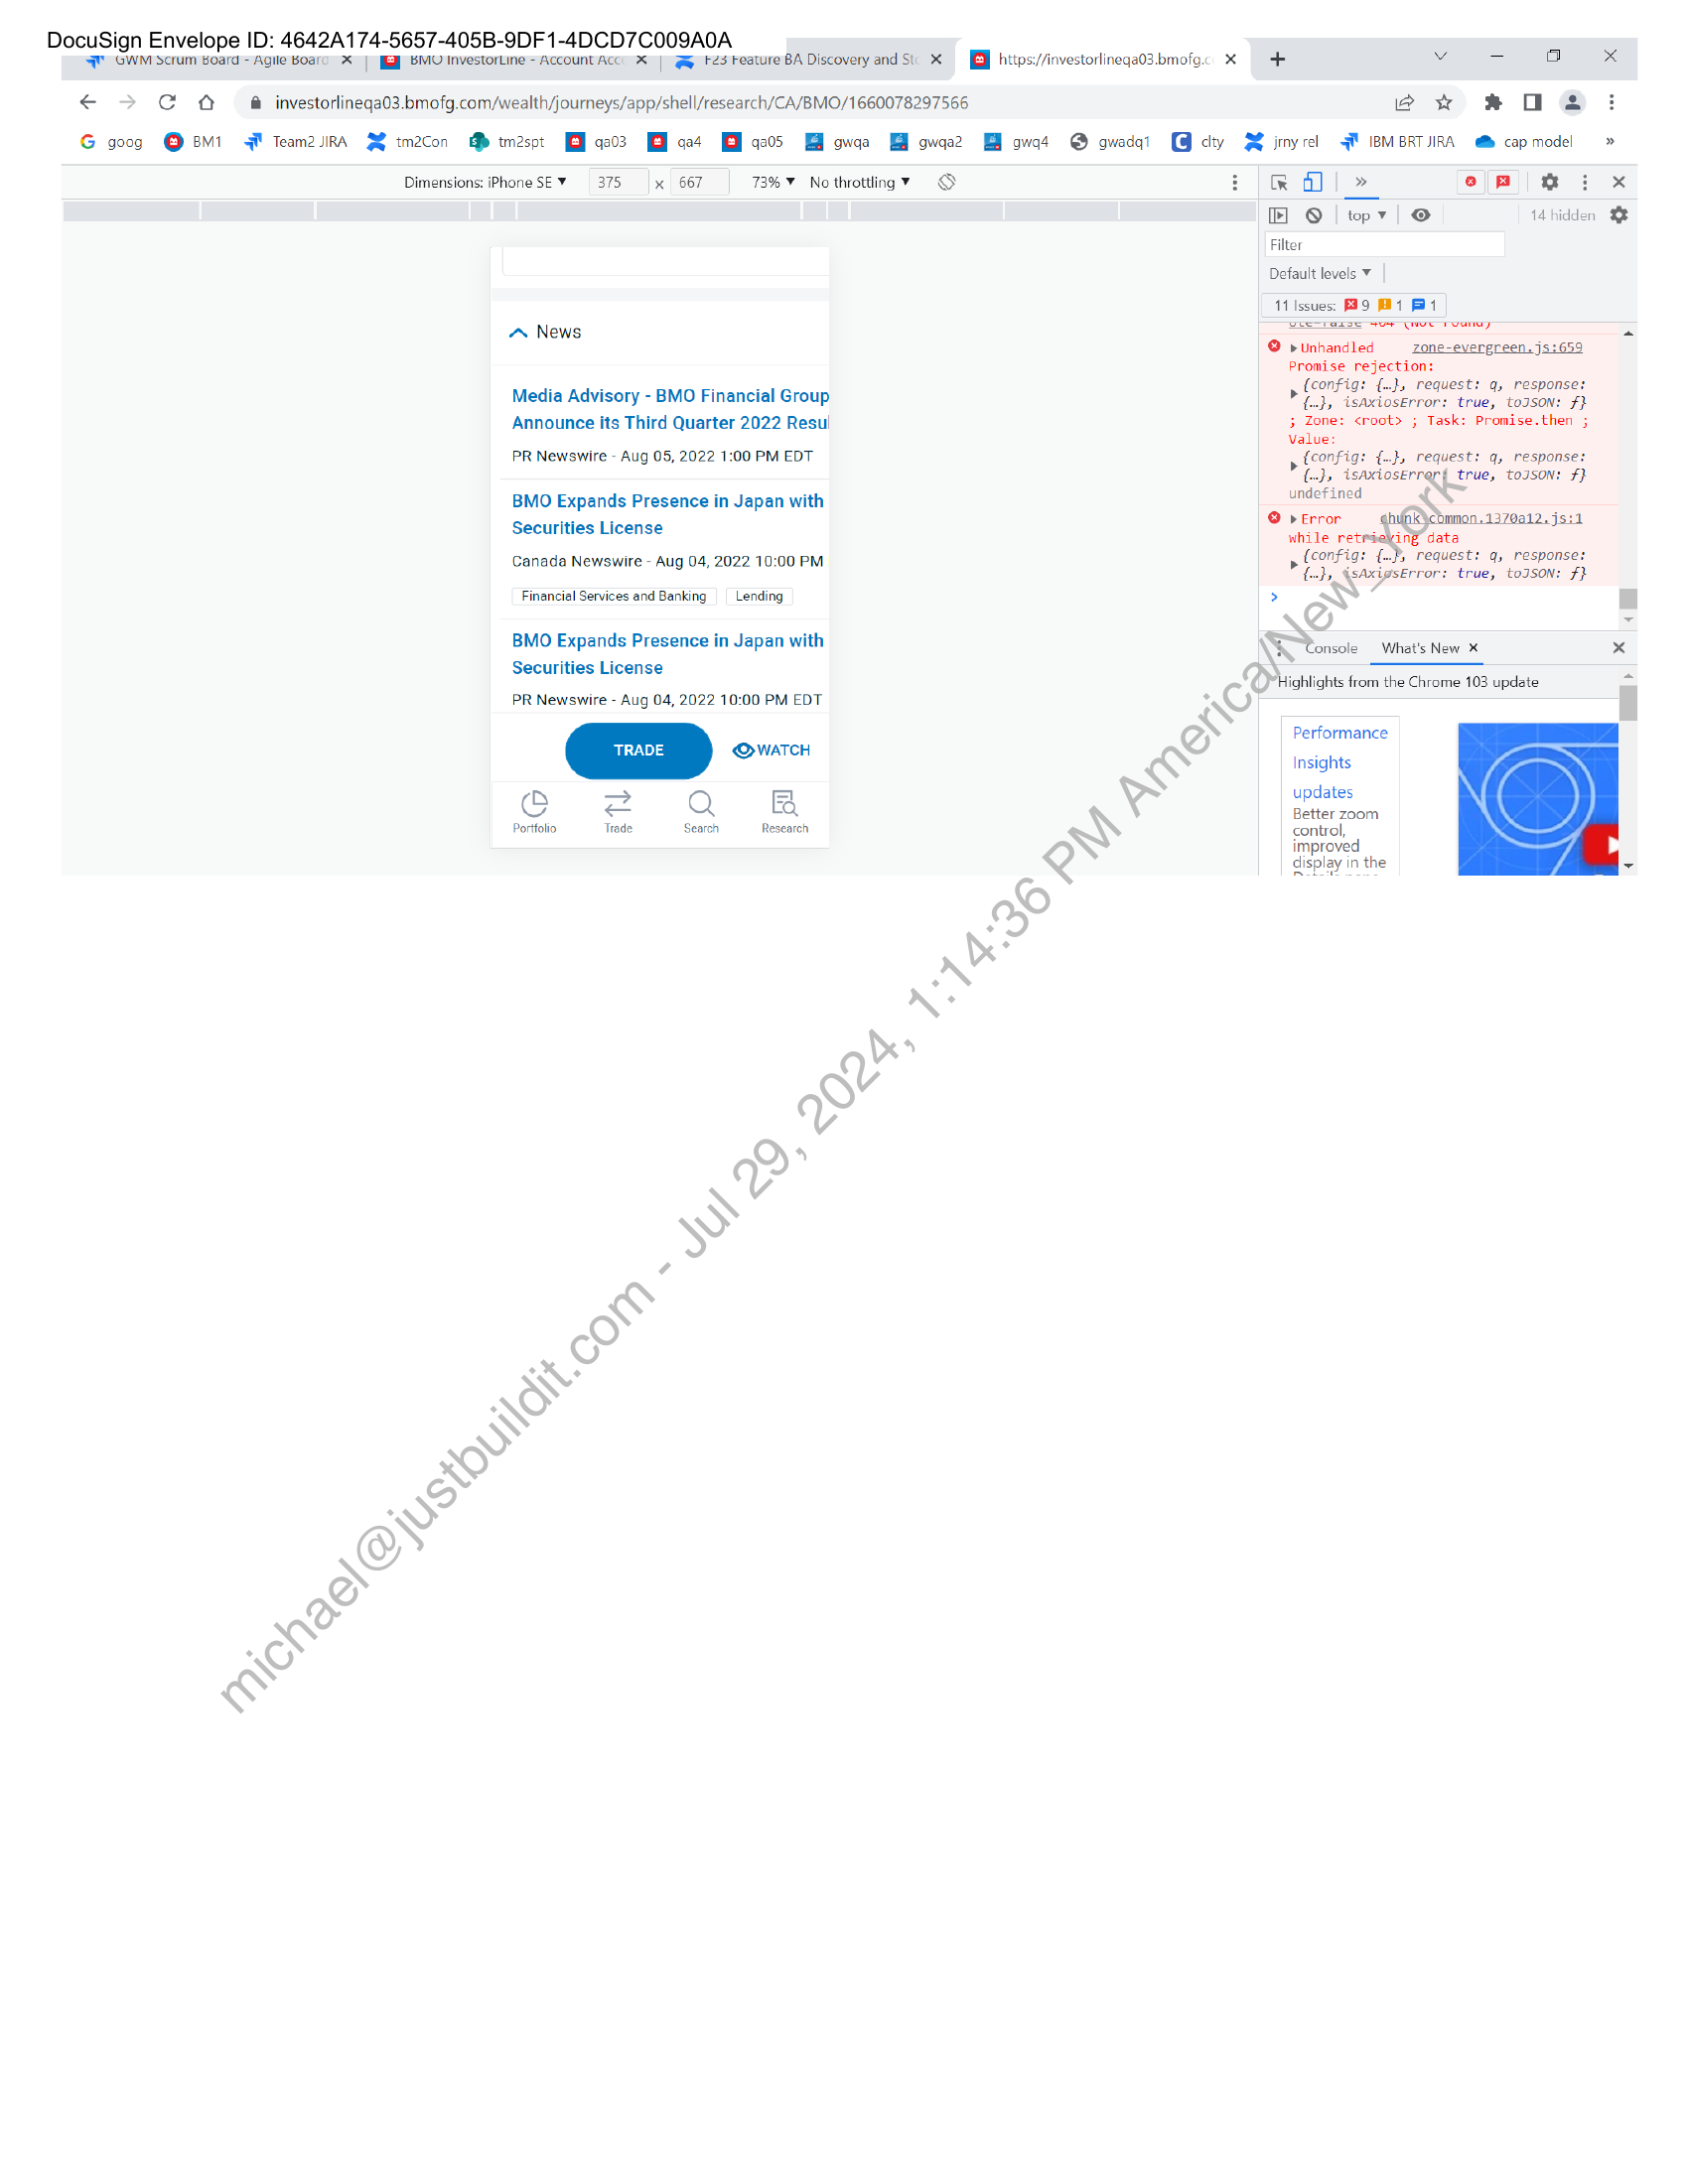 DocuSign Envelope ID: 4642A174-5657-405B-9DF1-4DCD7C009A0A
GWM Scrum Board - Agile Board
BMO InvestorLine - Account Acc
F23 Feature BA Discovery and Sto
https://investorlineqa03.bmofg.c
investorlineqa03.bmofg.com/wealth/journeys/app/shell/research/CA/BMO/1660078297566
goog BM1 Team2 JIRA tm2Con tm2spt qa03 qa4 qa05 gwqa gwqa2 gwq4 gwadq1 clty jrny rel IBM BRT JIRA cap model »
Dimensions: iPhone SE 375 x 667 73% No throttling
News
Media Advisory - BMO Financial Group
Announce its Third Quarter 2022 Resul
PR Newswire - Aug 05, 2022 1:00 PM EDT
BMO Expands Presence in Japan with
Securities License
Canada Newswire - Aug 04, 2022 10:00 PM
Financial Services and Banking Lending
BMO Expands Presence in Japan with
Securities License
PR Newswire - Aug 04, 2022 10:00 PM EDT
TRADE WATCH
Portfolio Trade Search Research
top 14 hidden
Filter
Default levels
11 Issues: 9 1 1
ote=false 404 (Not Found)
Unhandled zone-evergreen.js:659
Promise rejection:
{config: {…}, request: q, response:
{…}, isAxiosError: true, toJSON: ƒ}
; Zone: <root> ; Task: Promise.then ;
Value:
{config: {…}, request: q, response:
{…}, isAxiosError: true, toJSON: ƒ}
undefined
Error chunk-common.1370a12.js:1
while retrieving data
{config: {…}, request: q, response:
{…}, isAxiosError: true, toJSON: ƒ}
Console What's New
Highlights from the Chrome 103 update
Performance
Insights
updates
Better zoom
control,
improved
display in the
Details pane
michael@justbuildit.com - Jul 29, 2024, 1:14:36 PM America/New_York